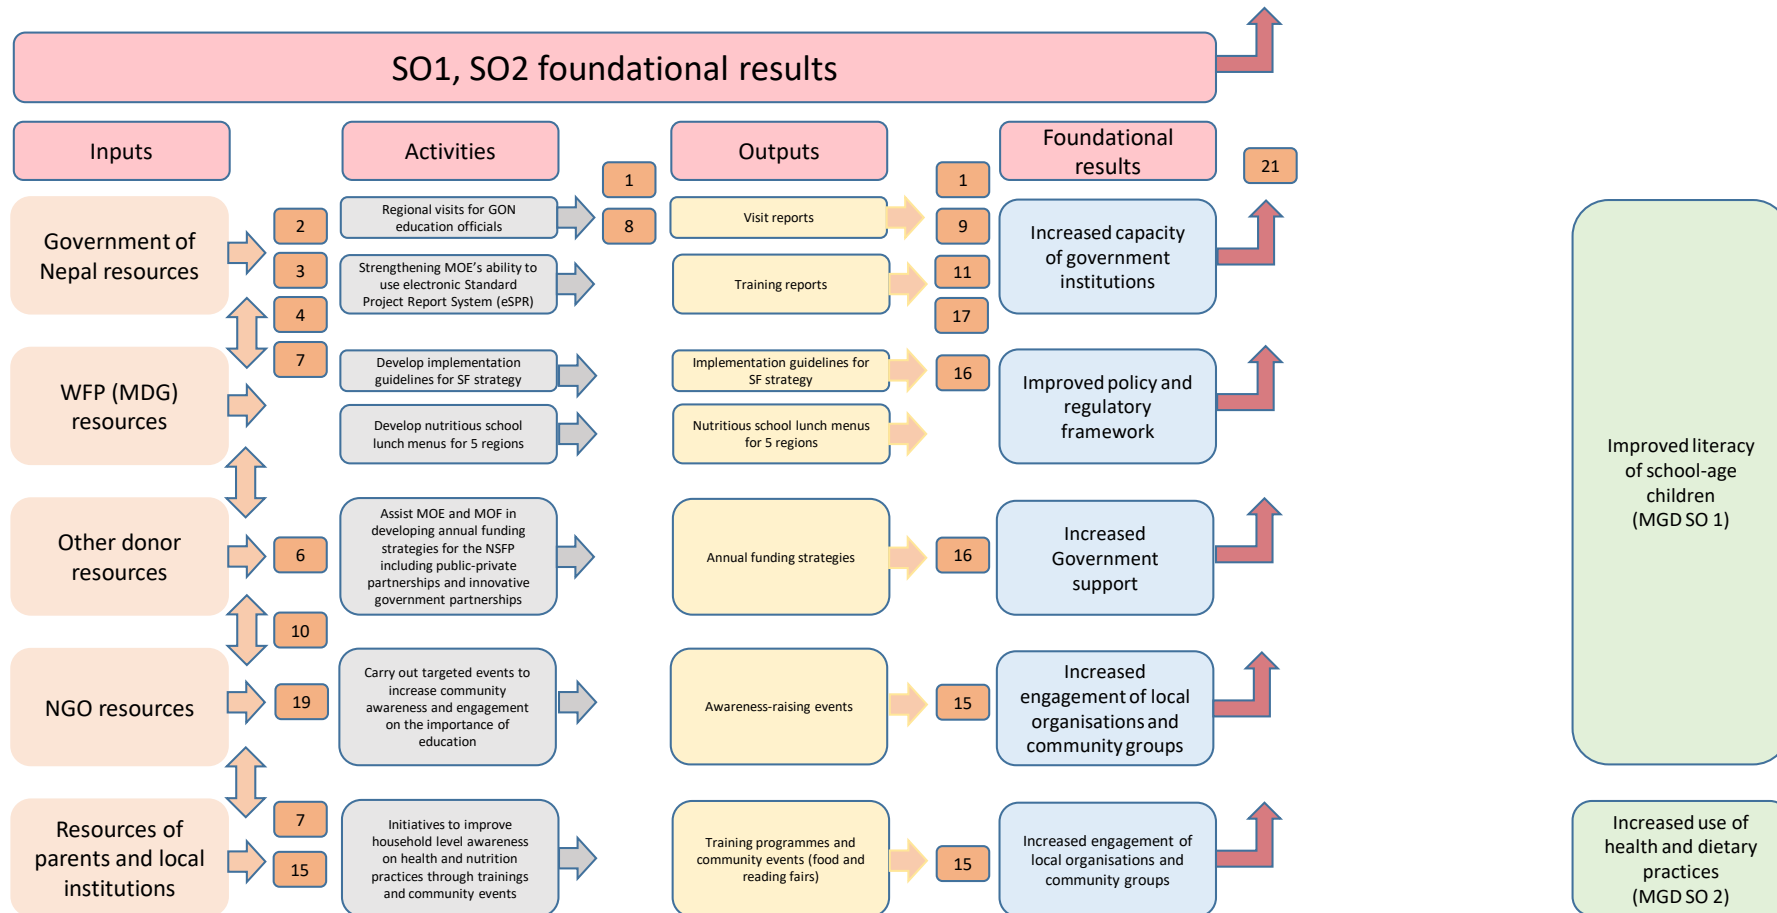 SO1, SO2 foundational results
Inputs
Activities
Outputs
Foundational
results
21
1
8
1
9
11
17
Government of
Nepal resources
2
3
4
7
Regional visits for GON
education officials
Visit reports
Increased capacity
of government
institutions
Strengthening MOE’s ability to
use electronic Standard
Project Report System (eSPR)
Training reports
WFP (MDG)
resources
Develop implementation
guidelines for SF strategy
Implementation guidelines for
SF strategy
16
Improved policy and
regulatory
framework
Develop nutritious school
lunch menus for 5 regions
Nutritious school lunch menus
for 5 regions
Other donor
resources
6
Assist MOE and MOF in
developing annual funding
strategies for the NSFP
including public-private
partnerships and innovative
government partnerships
Annual funding strategies
16
Increased
Government
support
10
NGO resources
19
Carry out targeted events to
increase community
awareness and engagement
on the importance of
education
Awareness-raising events
15
Increased
engagement of local
organisations and
community groups
Resources of
parents and local
institutions
7
15
Initiatives to improve
household level awareness
on health and nutrition
practices through trainings
and community events
Training programmes and
community events (food and
reading fairs)
15
Increased engagement of
local organisations and
community groups
Improved literacy
of school-age
children
(MGD SO 1)
Increased use of
health and dietary
practices
(MGD SO 2)